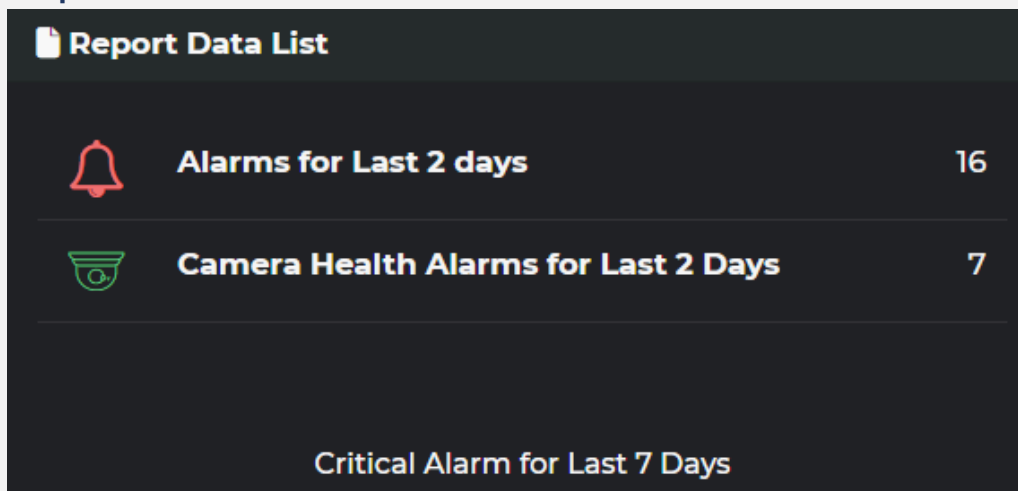 Report Data List
Alarms for Last 2 days 16
Camera Health Alarms for Last 2 Days 7
Critical Alarm for Last 7 Days